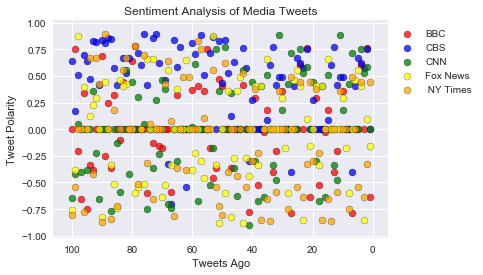 Sentiment Analysis of Media Tweets
1.00
0.75
0.50
0.25
0.00
−0.25
−0.50
−0.75
−1.00
Tweet Polarity
100
80
60
40
20
0
Tweets Ago
BBC
CBS
CNN
Fox News
NY Times